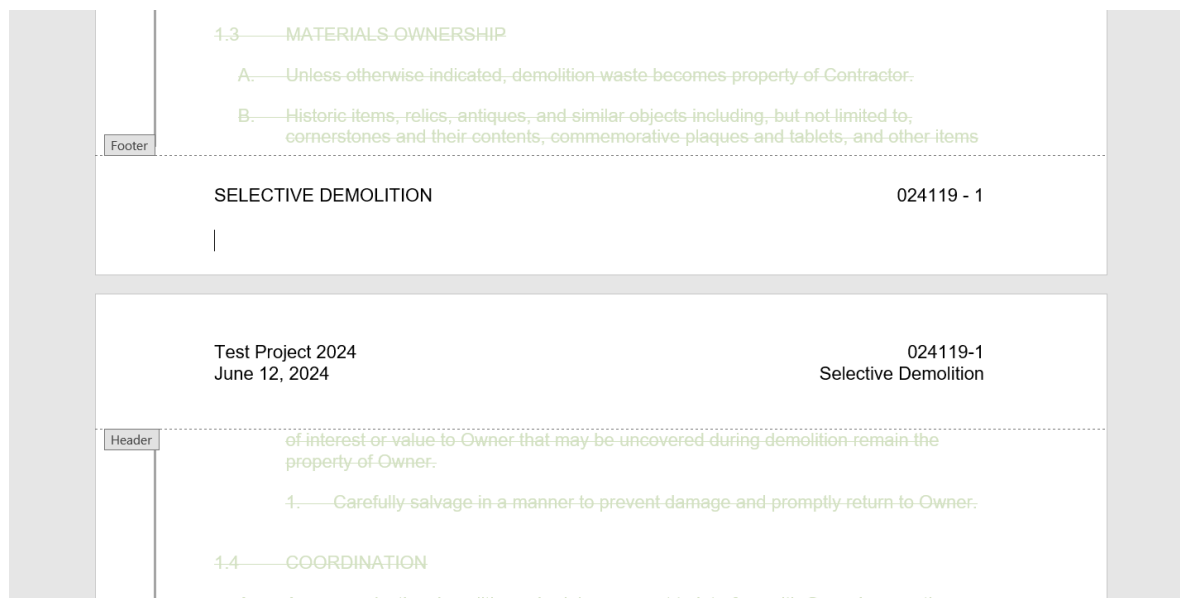 1.3 MATERIALS OWNERSHIP
A. Unless otherwise indicated, demolition waste becomes property of Contractor.
B. Historic items, relics, antiques, and similar objects including, but not limited to,
cornerstones and their contents, commemorative plaques and tablets, and other items
Footer
SELECTIVE DEMOLITION 024119 - 1
Test Project 2024 024119-1
June 12, 2024 Selective Demolition
Header
of interest or value to Owner that may be uncovered during demolition remain the
property of Owner.
1. Carefully salvage in a manner to prevent damage and promptly return to Owner.
1.4 COORDINATION